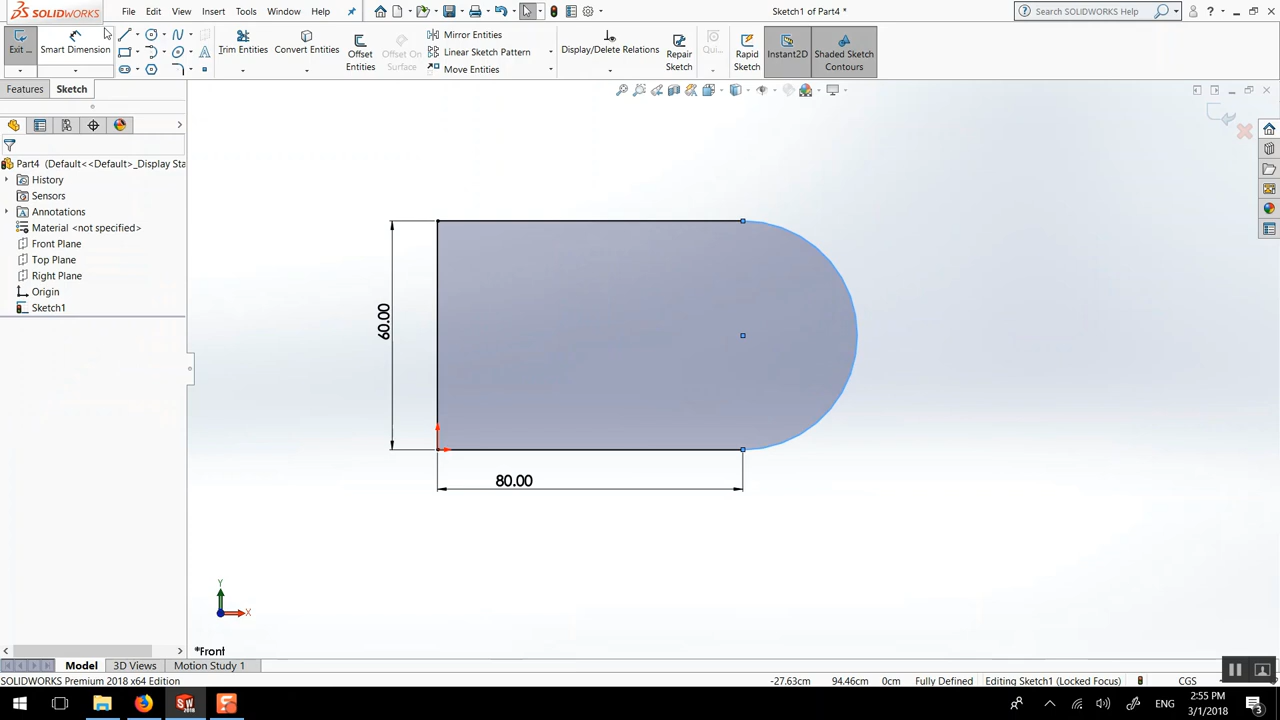 SOLIDWORKS File Edit View Insert Tools Window Help Sketch1 of Part4 * Search SOLIDWORKS Help
Exit ... Smart Dimension Trim Entities Convert Entities Offset Entities Offset On Surface Mirror Entities Linear Sketch Pattern Move Entities Display/Delete Relations Repair Sketch Qui... Rapid Sketch Instant2D Shaded Sketch Contours
Features Sketch
Part4 (Default<<Default>_Display Sta
History
Sensors
Annotations
Material <not specified>
Front Plane
Top Plane
Right Plane
Origin
Sketch1
60.00
80.00
Y
X
*Front
Model 3D Views Motion Study 1
SOLIDWORKS Premium 2018 x64 Edition -27.63cm 94.46cm 0cm Fully Defined Editing Sketch1 (Locked Focus) CGS
ENG 2:55 PM
3/1/2018 3